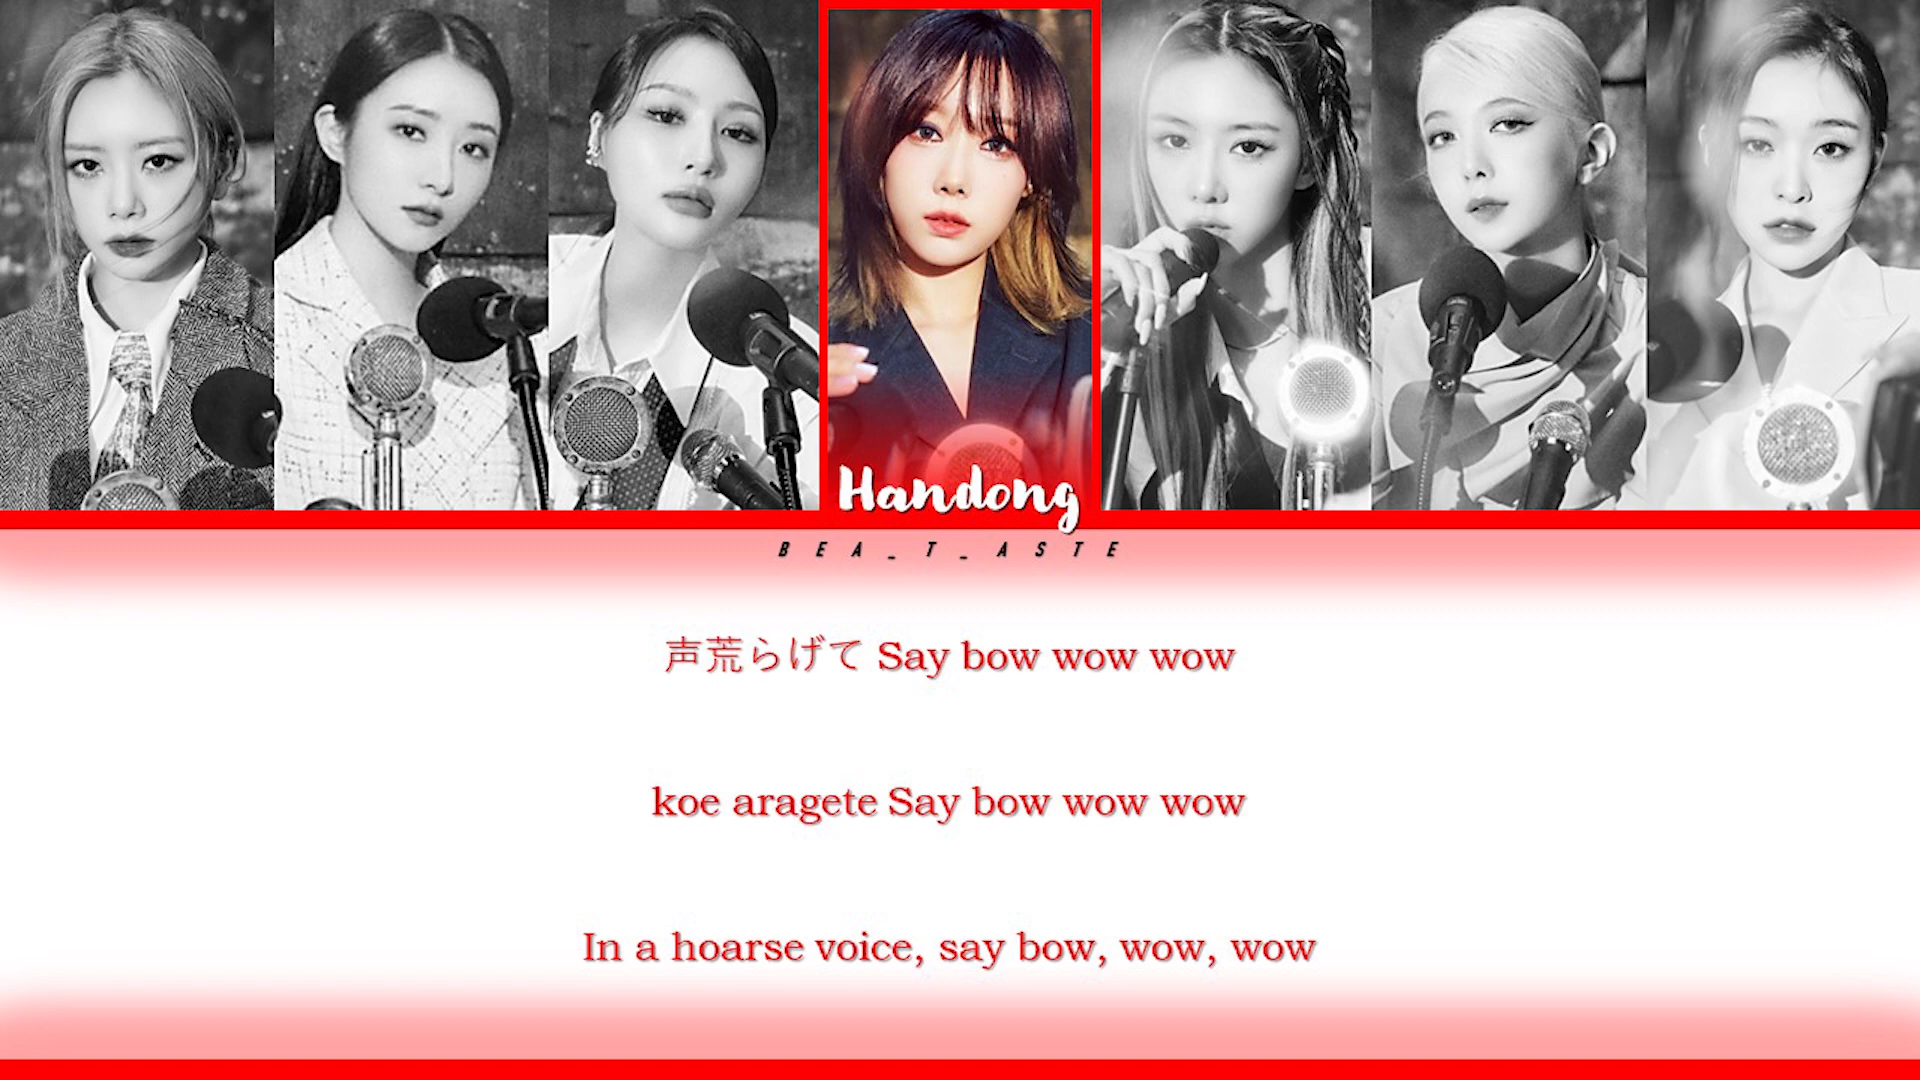 Handong
BEA_T_ASTE
声荒らげて Say bow wow wow
koe aragete Say bow wow wow
In a hoarse voice, say bow, wow, wow